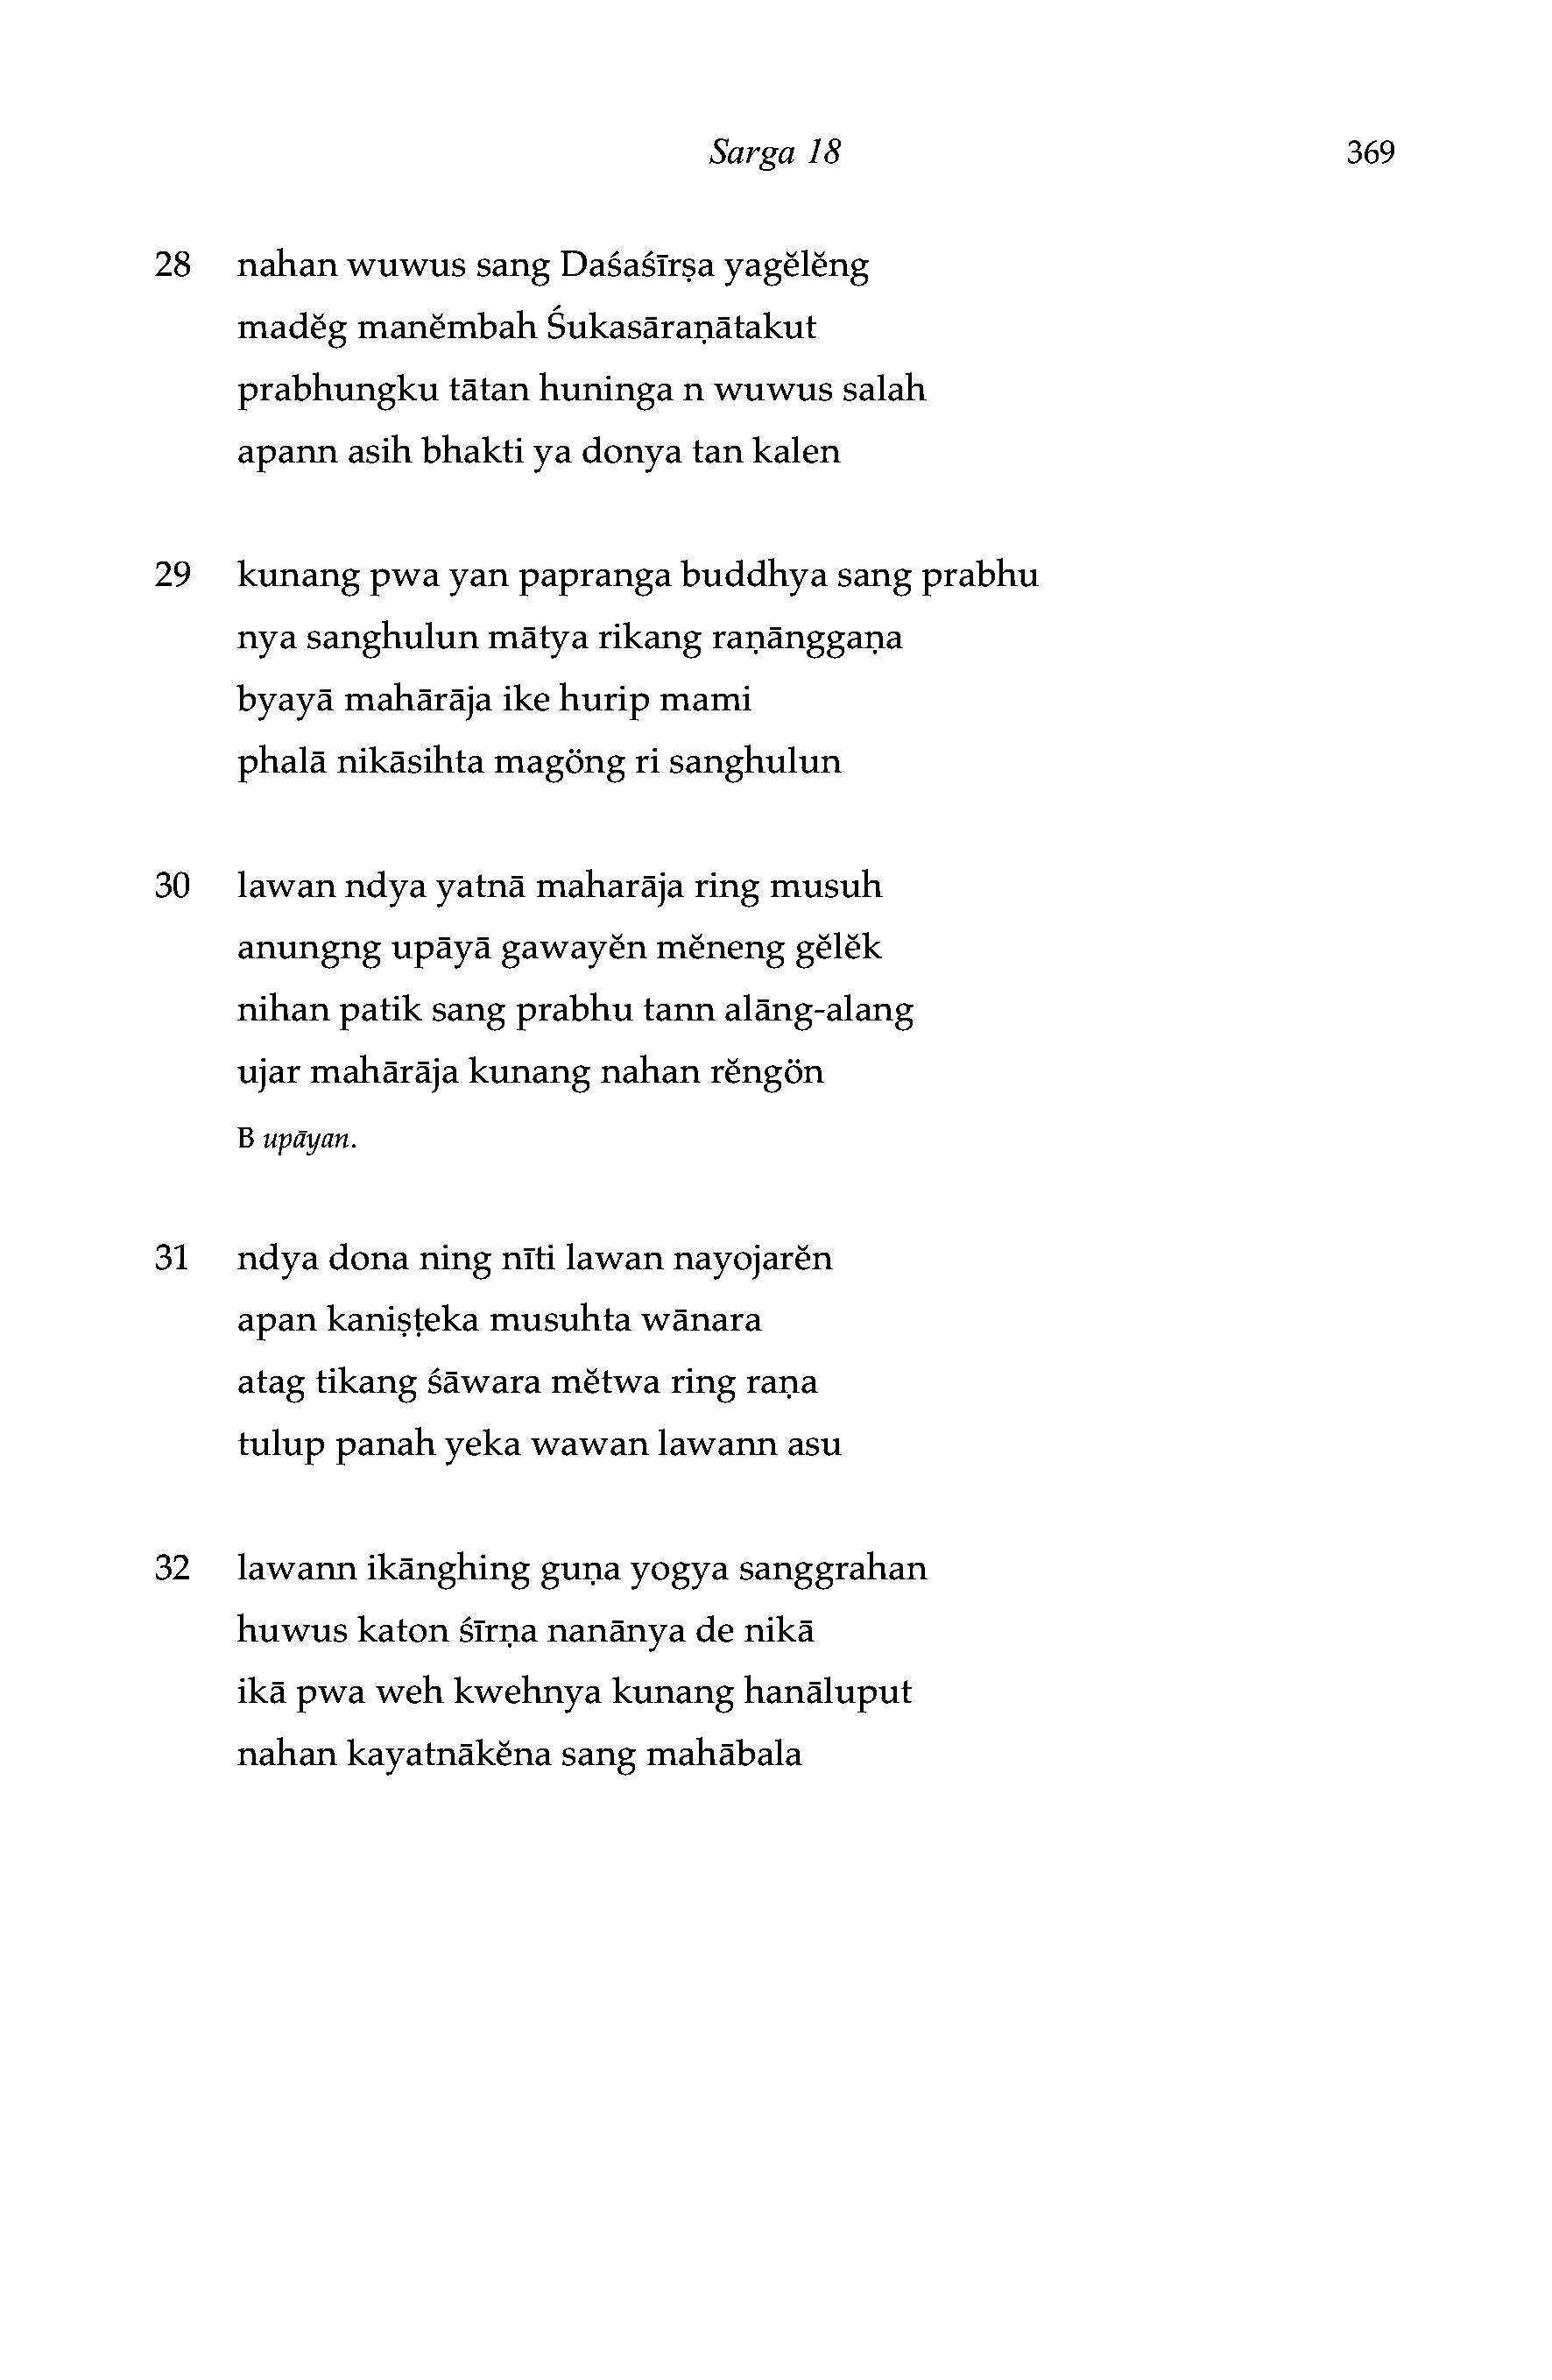 Sarga 18 369
28 nahan wuwus sang Daśaśīrṣa yagĕlĕng
madĕg manĕmbah Śukasāraṇātakut
prabhungku tātan huninga n wuwus salah
apann asih bhakti ya donya tan kalen
29 kunang pwa yan papranga buddhya sang prabhu
nya sanghulun mātya rikang raṇānggaṇa
byayā mahārāja ike hurip mami
phalā nikāsihta magöng ri sanghulun
30 lawan ndya yatnā maharāja ring musuh
anungng upāyā gawayĕn mĕneng gĕlĕk
nihan patik sang prabhu tann alāng-alang
ujar mahārāja kunang nahan rĕngön
B upāyan.
31 ndya dona ning nīti lawan nayojarĕn
apan kaniṣṭeka musuhta wānara
atag tikang śāwara mĕtwa ring raṇa
tulup panah yeka wawan lawann asu
32 lawann ikānghing guṇa yogya sanggrahan
huwus katon śīrṇa nanānya de nikā
ikā pwa weh kwehnya kunang hanāluput
nahan kayatnākĕna sang mahābala